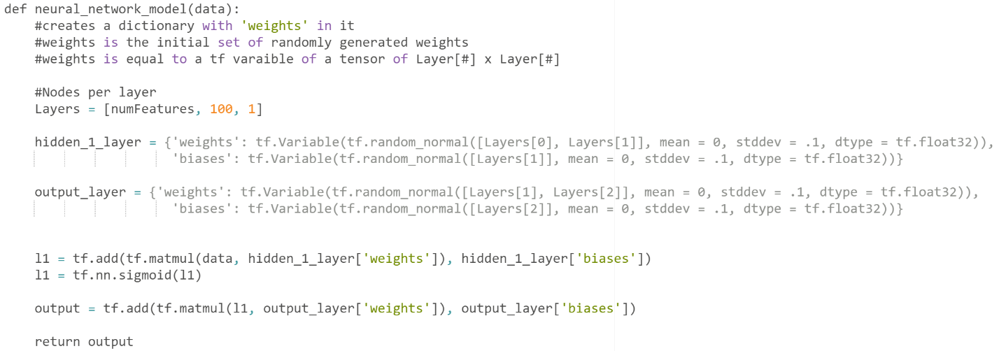 def neural_network_model(data):
    #creates a dictionary with 'weights' in it
    #weights is the initial set of randomly generated weights
    #weights is equal to a tf varaible of a tensor of Layer[#] x Layer[#]

    #Nodes per layer
    Layers = [numFeatures, 100, 1]

    hidden_1_layer = {'weights': tf.Variable(tf.random_normal([Layers[0], Layers[1]], mean = 0, stddev = .1, dtype = tf.float32)),
                      'biases': tf.Variable(tf.random_normal([Layers[1]], mean = 0, stddev = .1, dtype = tf.float32))}

    output_layer = {'weights': tf.Variable(tf.random_normal([Layers[1], Layers[2]], mean = 0, stddev = .1, dtype = tf.float32)),
                      'biases': tf.Variable(tf.random_normal([Layers[2]], mean = 0, stddev = .1, dtype = tf.float32))}


    l1 = tf.add(tf.matmul(data, hidden_1_layer['weights']), hidden_1_layer['biases'])
    l1 = tf.nn.sigmoid(l1)

    output = tf.add(tf.matmul(l1, output_layer['weights']), output_layer['biases'])

    return output